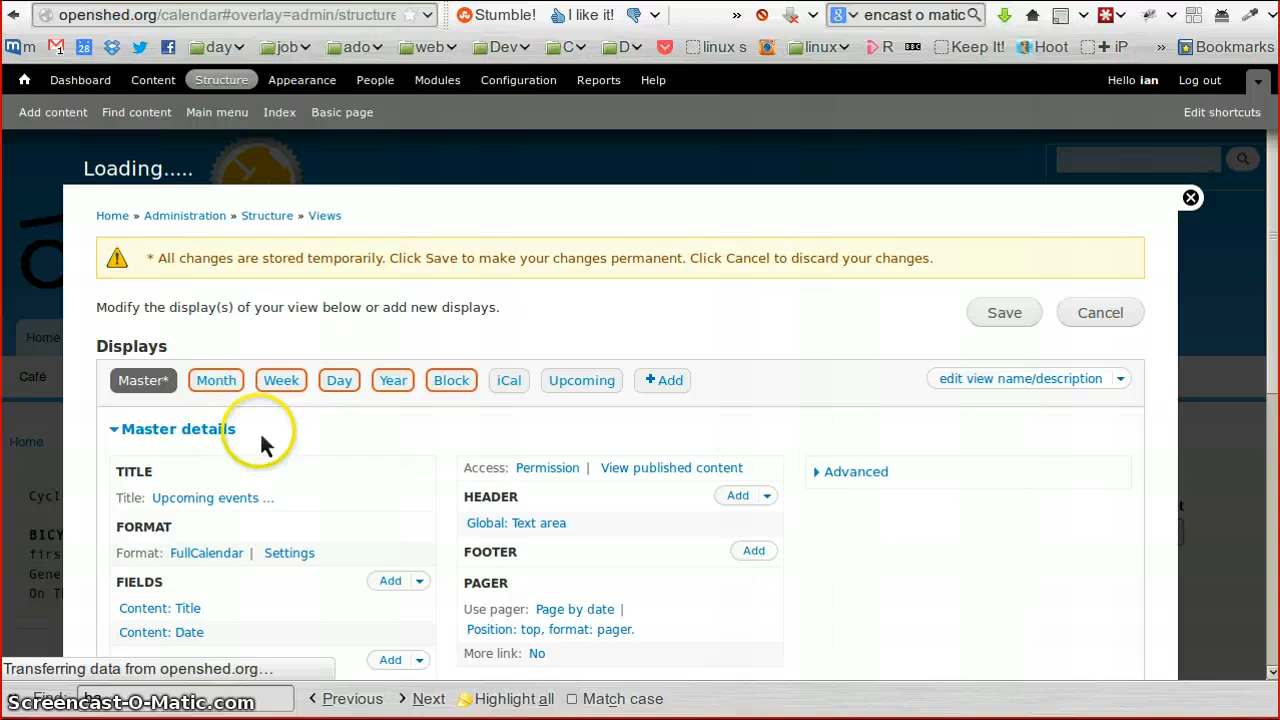 openshed.org/calendar#overlay=admin/structure Stumble! I like it! » encast o matic
m day job ado web Dev C D linux s linux R BBC Keep It! Hoot + iP » Bookmarks
Dashboard Content Structure Appearance People Modules Configuration Reports Help Hello ian Log out
Add content Find content Main menu Index Basic page Edit shortcuts
Loading.....
Home » Administration » Structure » Views
* All changes are stored temporarily. Click Save to make your changes permanent. Click Cancel to discard your changes.
Modify the display(s) of your view below or add new displays. Save Cancel
Home
Displays
Café
Master* Month Week Day Year Block iCal Upcoming + Add edit view name/description
Master details
Home
TITLE
Title: Upcoming events ...
FORMAT
Format: FullCalendar | Settings
FIELDS Add
Content: Title
Content: Date
Add
Access: Permission | View published content
HEADER Add
Global: Text area
FOOTER Add
PAGER
Use pager: Page by date |
Position: top, format: pager.
More link: No
Advanced
Cycl
BICY
firs
Gene
On T
Transferring data from openshed.org...
Find: Previous Next Highlight all Match case
Screencast-O-Matic.com